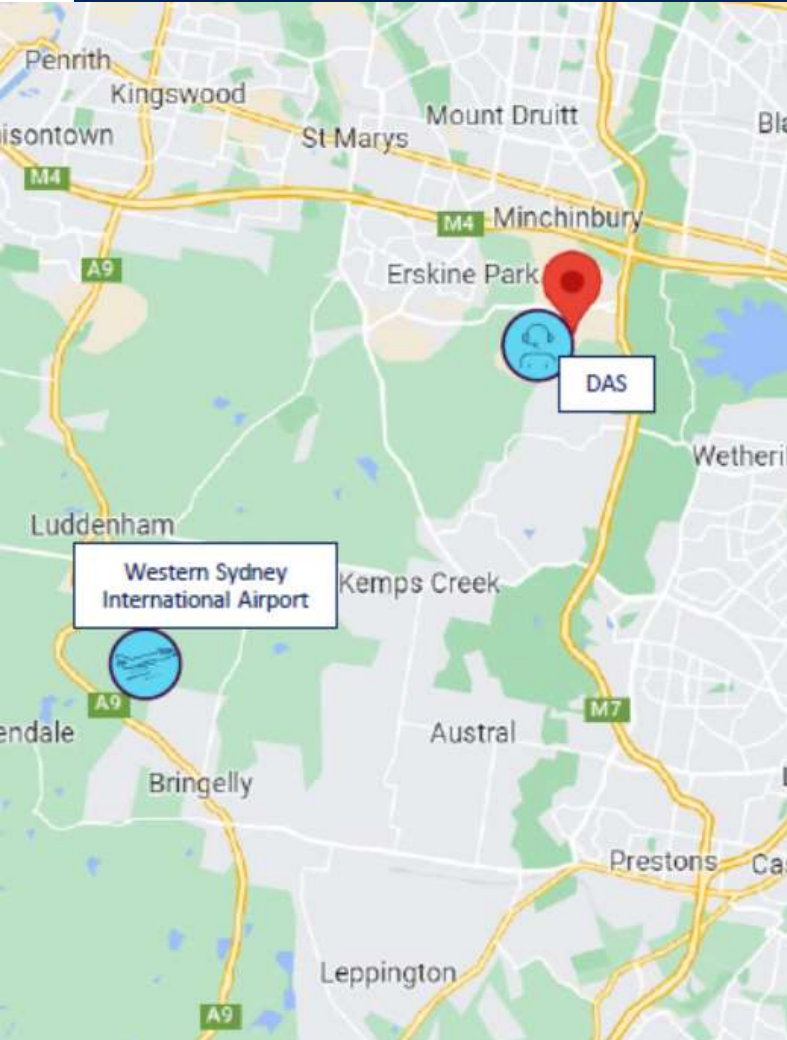 Penrith
Kingswood
Mount Druitt
Bla
isontown
St Marys
M4
M4
Minchinbury
A9
Erskine Park
DAS
Wetheril
Luddenham
Western Sydney
International Airport
Kemps Creek
A9
M7
endale
Austral
Bringelly
L
Prestons
Cas
Leppington
A9